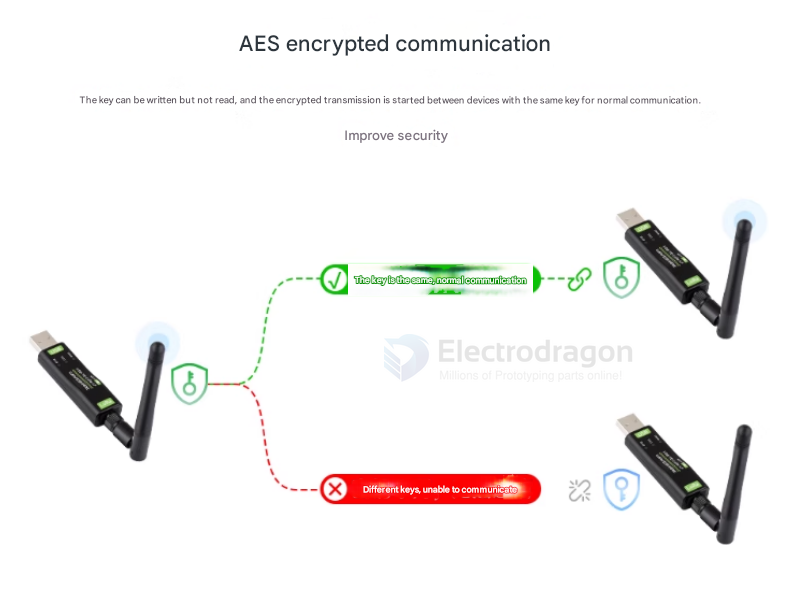 AES encrypted communication
The key can be written but not read, and the encrypted transmission is started between devices with the same key for normal communication.
Improve security
The key is the same, normal communication
Electrodragon
Millions of Prototyping parts online!
Different keys, unable to communicate